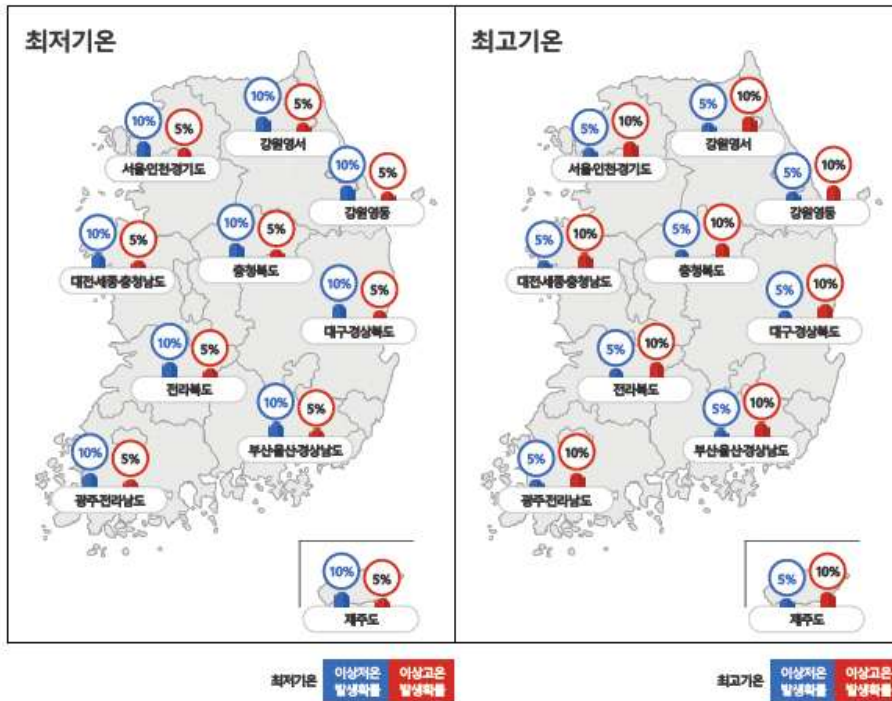 최저기온
10%
5%
강원영서
10%
5%
서울·인천·경기도
10%
5%
강원영동
10%
5%
대전·세종·충청남도
10%
5%
충청북도
10%
5%
대구·경상북도
10%
5%
전라북도
10%
5%
부산·울산·경상남도
10%
5%
광주·전라남도
10%
5%
제주도
최저기온
이상저온
발생확률
이상고온
발생확률
최고기온
5%
10%
강원영서
5%
10%
서울·인천·경기도
5%
10%
강원영동
5%
10%
대전·세종·충청남도
5%
10%
충청북도
5%
10%
대구·경상북도
5%
10%
전라북도
5%
10%
부산·울산·경상남도
5%
10%
광주·전라남도
5%
10%
제주도
최고기온
이상저온
발생확률
이상고온
발생확률